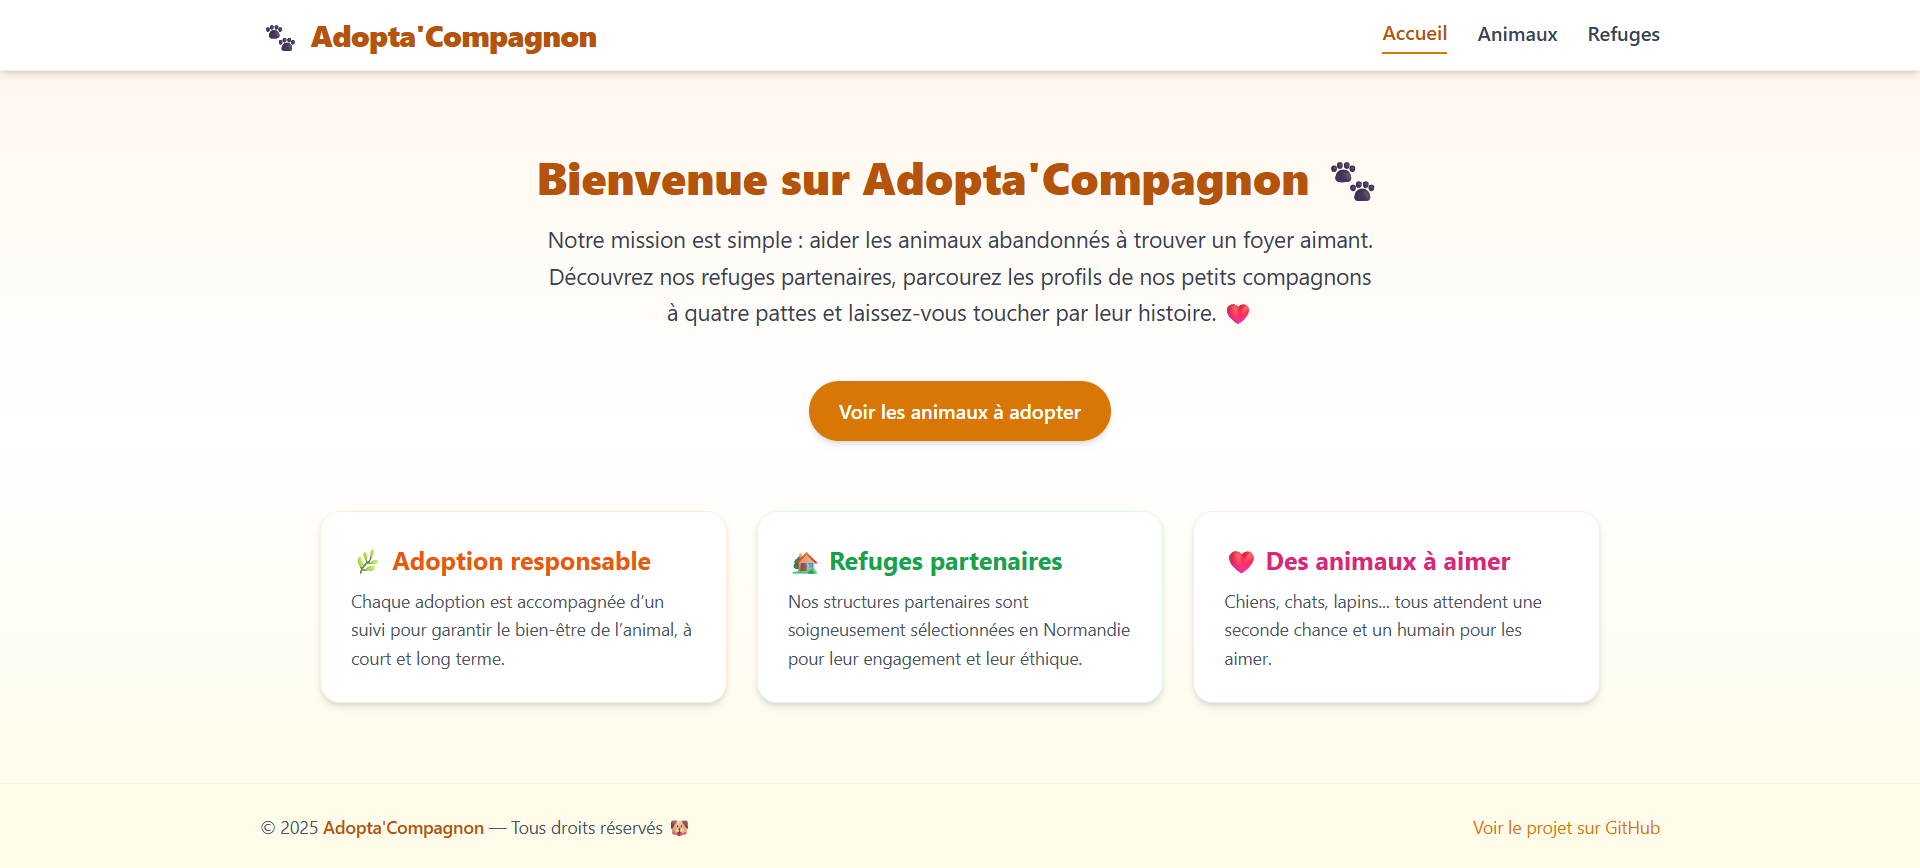 🐾 Adopta'Compagnon
Accueil Animaux Refuges
Bienvenue sur Adopta'Compagnon 🐾
Notre mission est simple : aider les animaux abandonnés à trouver un foyer aimant.
Découvrez nos refuges partenaires, parcourez les profils de nos petits compagnons
à quatre pattes et laissez-vous toucher par leur histoire. ❤️
Voir les animaux à adopter
🌿 Adoption responsable
Chaque adoption est accompagnée d’un
suivi pour garantir le bien-être de l’animal, à
court et long terme.
🏠 Refuges partenaires
Nos structures partenaires sont
soigneusement sélectionnées en Normandie
pour leur engagement et leur éthique.
❤️ Des animaux à aimer
Chiens, chats, lapins... tous attendent une
seconde chance et un humain pour les
aimer.
© 2025 Adopta'Compagnon — Tous droits réservés 🐶
Voir le projet sur GitHub